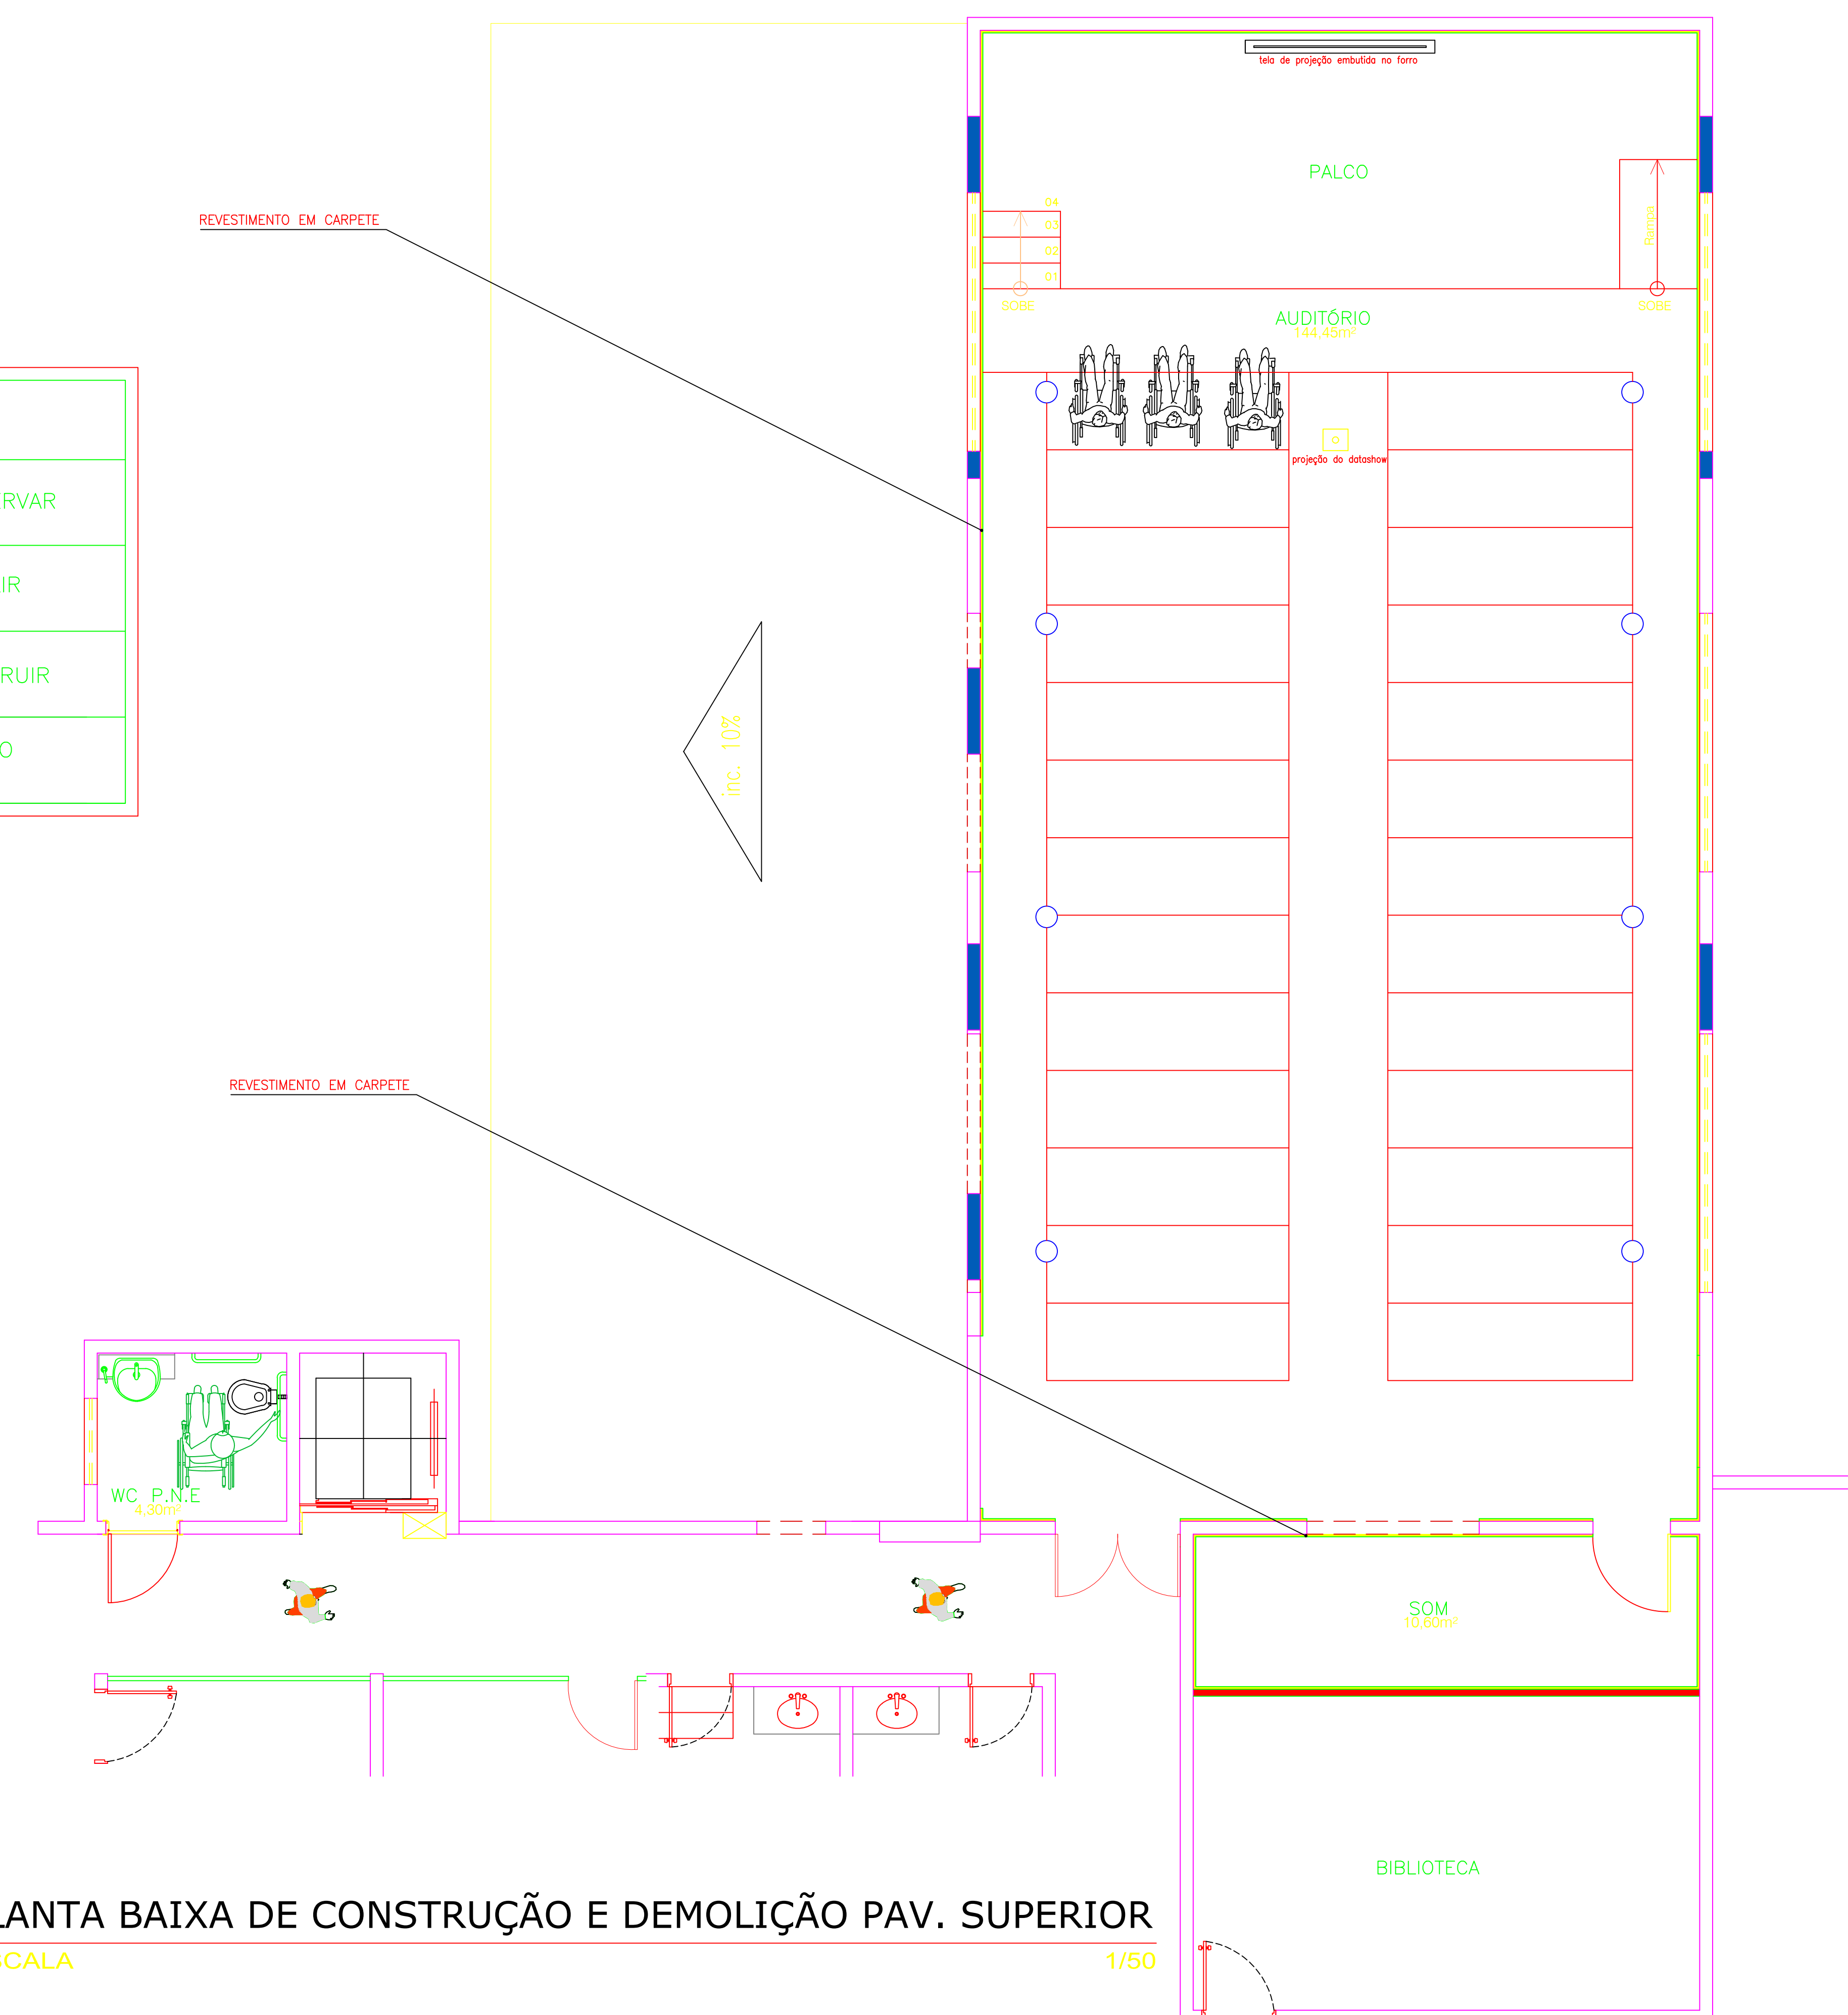 tela de projeção embutida no forro
PALCO
REVESTIMENTO EM CARPETE
04
03
02
01
SOBE
Rampa
SOBE
AUDITÓRIO
144,45m²
projeção do datashow
ERVAR
IR
RUIR
O
inc. 10%
REVESTIMENTO EM CARPETE
WC P.N.E
4,30m²
SOM
10,60m²
BIBLIOTECA
LANTA BAIXA DE CONSTRUÇÃO E DEMOLIÇÃO PAV. SUPERIOR
SCALA
1/50